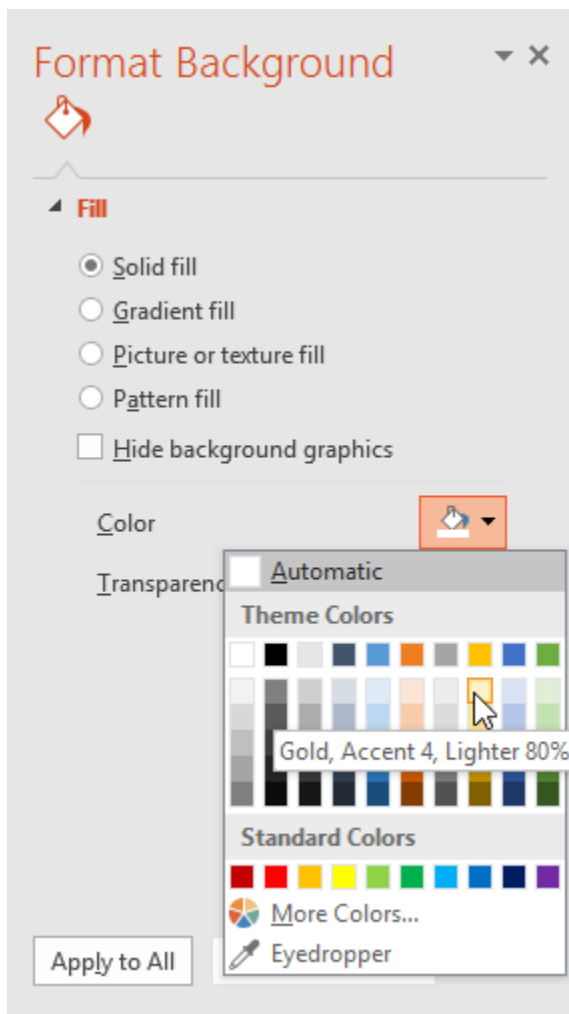 Format Background
Fill
Solid fill
Gradient fill
Picture or texture fill
Pattern fill
Hide background graphics
Color
Automatic
Theme Colors
Gold, Accent 4, Lighter 80%
Standard Colors
More Colors...
Eyedropper
Apply to All